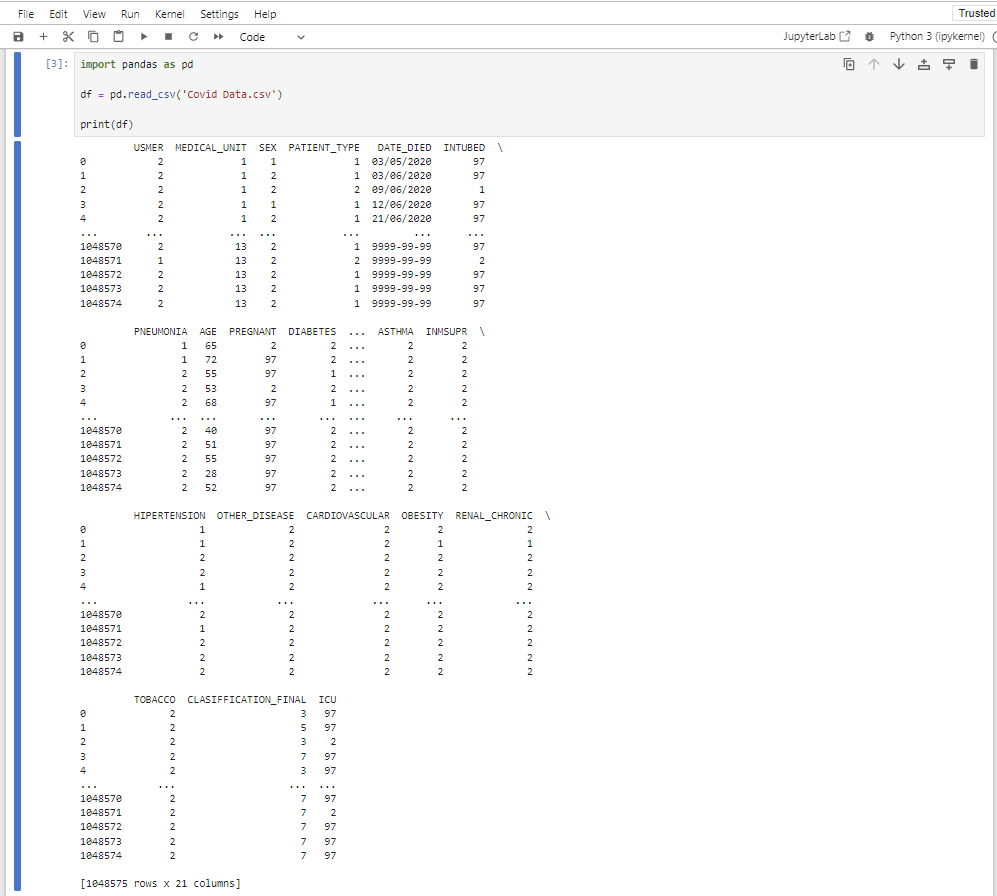 File Edit View Run Kernel Settings Help Trusted
Code JupyterLab Python 3 (ipykernel)
[3]: import pandas as pd
df = pd.read_csv('Covid Data.csv')
print(df)
USMER MEDICAL_UNIT SEX PATIENT_TYPE DATE_DIED INTUBED \
0 2 1 1 1 03/05/2020 97
1 2 1 2 1 03/06/2020 97
2 2 1 2 2 09/06/2020 1
3 2 1 1 1 12/06/2020 97
4 2 1 2 1 21/06/2020 97
... ... ... ... ... ... ...
1048570 2 13 2 1 9999-99-99 97
1048571 1 13 2 2 9999-99-99 2
1048572 2 13 2 1 9999-99-99 97
1048573 2 13 2 1 9999-99-99 97
1048574 2 13 2 1 9999-99-99 97
PNEUMONIA AGE PREGNANT DIABETES ... ASTHMA INMSUPR \
0 1 65 2 2 ... 2 2
1 1 72 97 2 ... 2 2
2 2 55 97 1 ... 2 2
3 2 53 2 2 ... 2 2
4 2 68 97 1 ... 2 2
... ... ... ... ... ... ... ...
1048570 2 40 97 2 ... 2 2
1048571 2 51 97 2 ... 2 2
1048572 2 55 97 2 ... 2 2
1048573 2 28 97 2 ... 2 2
1048574 2 52 97 2 ... 2 2
HIPERTENSION OTHER_DISEASE CARDIOVASCULAR OBESITY RENAL_CHRONIC \
0 1 2 2 2 2
1 1 2 2 1 1
2 2 2 2 2 2
3 2 2 2 2 2
4 1 2 2 2 2
... ... ... ... ... ...
1048570 2 2 2 2 2
1048571 1 2 2 2 2
1048572 2 2 2 2 2
1048573 2 2 2 2 2
1048574 2 2 2 2 2
TOBACCO CLASIFFICATION_FINAL ICU
0 2 3 97
1 2 5 97
2 2 3 2
3 2 7 97
4 2 3 97
... ... ... ...
1048570 2 7 97
1048571 2 7 2
1048572 2 7 97
1048573 2 7 97
1048574 2 7 97
[1048575 rows x 21 columns]